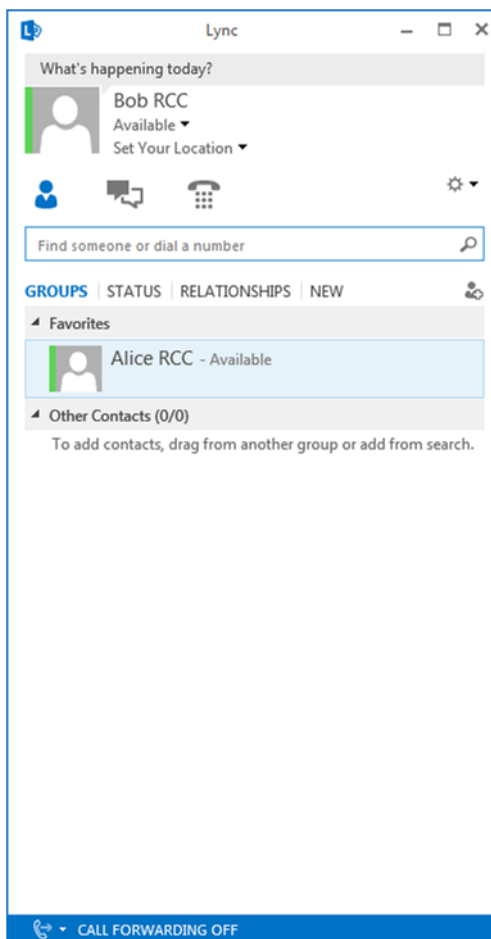 Lync
What's happening today?
Bob RCC
Available
Set Your Location
Find someone or dial a number
GROUPS STATUS RELATIONSHIPS NEW
Favorites
Alice RCC - Available
Other Contacts (0/0)
To add contacts, drag from another group or add from search.
CALL FORWARDING OFF